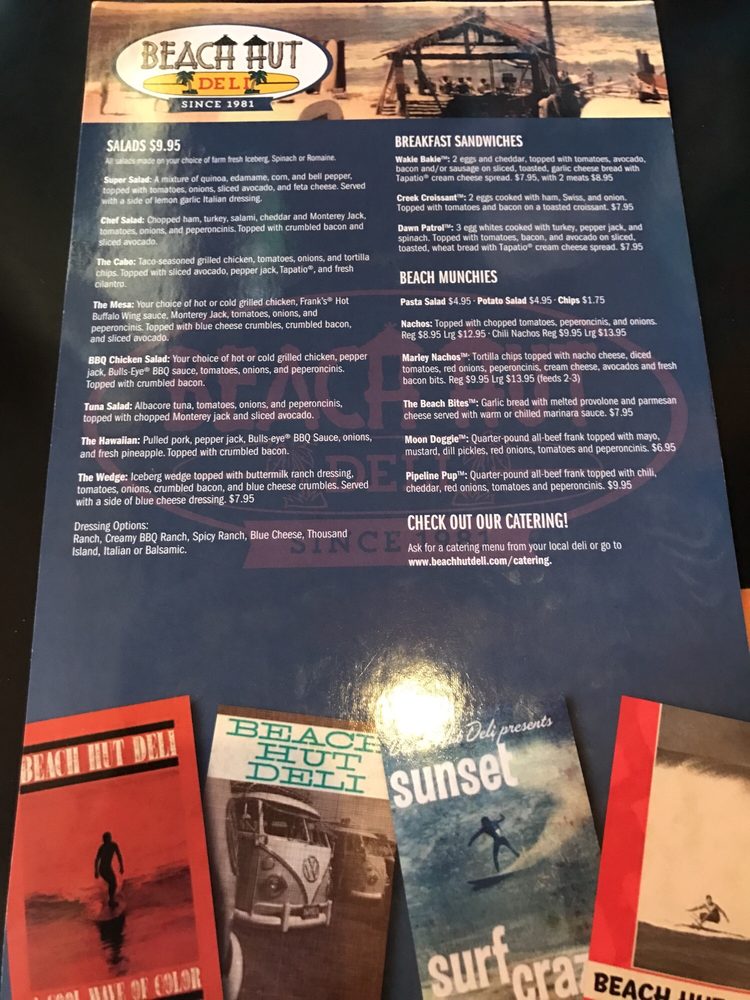 BEACH HUT
DELI
SINCE 1981
SALADS $9.95
All salads made on your choice of farm fresh Iceberg, Spinach or Romaine.
Super Salad: A mixture of quinoa, edamame, corn, and bell pepper,
topped with tomatoes, onions, sliced avocado, and feta cheese. Served
with a side of lemon garlic Italian dressing.
Chef Salad: Chopped ham, turkey, salami, cheddar and Monterey Jack,
tomatoes, onions, and peperoncinis. Topped with crumbled bacon and
sliced avocado.
The Cabo: Taco-seasoned grilled chicken, tomatoes, onions, and tortilla
chips. Topped with sliced avocado, pepper jack, Tapatio®, and fresh
cilantro.
The Mesa: Your choice of hot or cold grilled chicken, Frank's® Hot
Buffalo Wing sauce, Monterey Jack, tomatoes, onions, and
peperoncinis. Topped with blue cheese crumbles, crumbled bacon,
and sliced avocado.
BBQ Chicken Salad: Your choice of hot or cold grilled chicken, pepper
jack, Bulls-Eye® BBQ sauce, tomatoes, onions, and peperoncinis.
Topped with crumbled bacon.
Tuna Salad: Albacore tuna, tomatoes, onions, and peperoncinis,
topped with chopped Monterey jack and sliced avocado.
The Hawaiian: Pulled pork, pepper jack, Bulls-eye® BBQ Sauce, onions,
and fresh pineapple. Topped with crumbled bacon.
The Wedge: Iceberg wedge topped with buttermilk ranch dressing,
tomatoes, onions, crumbled bacon, and blue cheese crumbles. Served
with a side of blue cheese dressing. $7.95
Dressing Options:
Ranch, Creamy BBQ Ranch, Spicy Ranch, Blue Cheese, Thousand
Island, Italian or Balsamic.
BREAKFAST SANDWICHES
Wakie Bakie™: 2 eggs and cheddar, topped with tomatoes, avocado,
bacon and/or sausage on sliced, toasted, garlic cheese bread with
Tapatio® cream cheese spread. $7.95, with 2 meats $8.95
Creek Croissant™: 2 eggs cooked with ham, Swiss, and onion.
Topped with tomatoes and bacon on a toasted croissant. $7.95
Dawn Patrol™: 3 egg whites cooked with turkey, pepper jack, and
spinach. Topped with tomatoes, bacon, and avocado on sliced,
toasted, wheat bread with Tapatio® cream cheese spread. $7.95
BEACH MUNCHIES
Pasta Salad $4.95 · Potato Salad $4.95 · Chips $1.75
Nachos: Topped with chopped tomatoes, peperoncinis, and onions.
Reg $8.95 Lrg $12.95 · Chili Nachos Reg $9.95 Lrg $13.95
Marley Nachos™: Tortilla chips topped with nacho cheese, diced
tomatoes, red onions, peperoncinis, cream cheese, avocados and fresh
bacon bits. Reg $9.95 Lrg $13.95 (feeds 2-3)
The Beach Bites™: Garlic bread with melted provolone and parmesan
cheese served with warm or chilled marinara sauce. $7.95
Moon Doggie™: Quarter-pound all-beef frank topped with mayo,
mustard, dill pickles, red onions, tomatoes and peperoncinis. $6.95
Pipeline Pup™: Quarter-pound all-beef frank topped with chili,
cheddar, red onions, tomatoes and peperoncinis. $9.95
CHECK OUT OUR CATERING!
Ask for a catering menu from your local deli or go to
www.beachhutdeli.com/catering.
BEACH HUT
DELI
SINCE 1981
BEACH HUT DELI
A COOL WAVE OF COLOR
BEACH
HUT
DELI
Deli presents
sunset
surf
craz
BEACH HUT